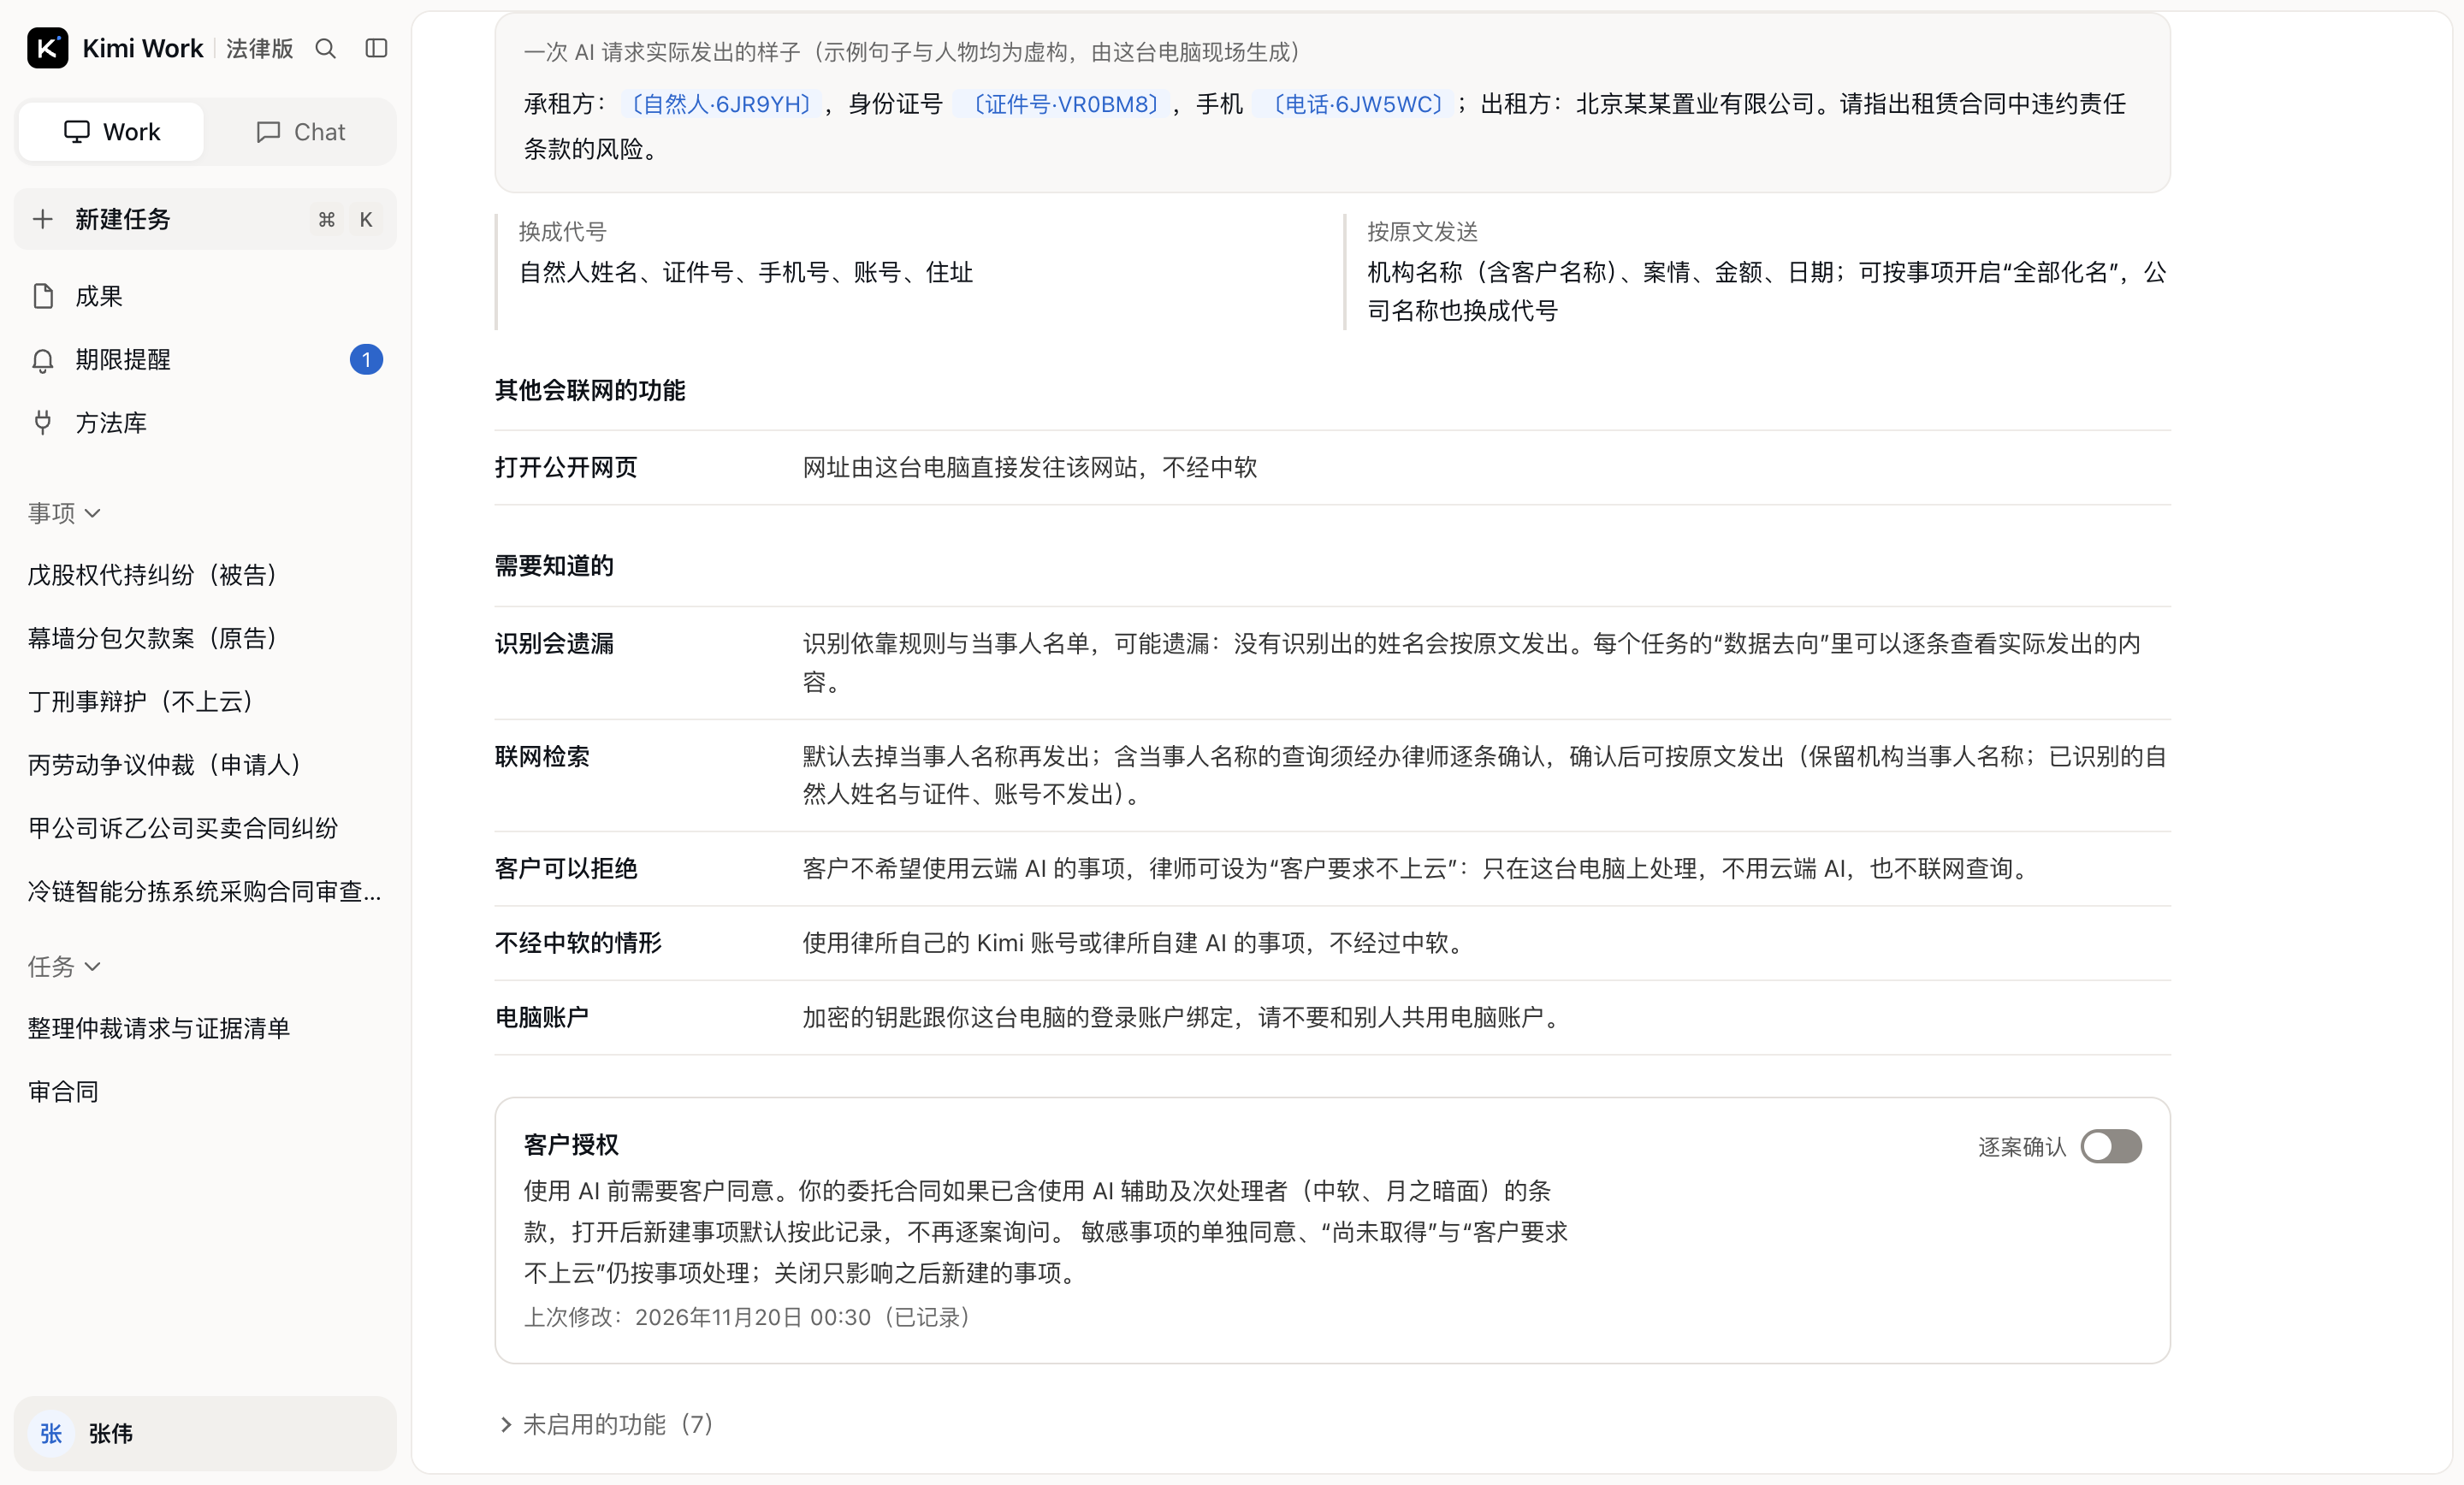 Kimi Work 法律版
Work
Chat
新建任务 ⌘ K
成果
期限提醒 1
方法库
事项
戊股权代持纠纷（被告）
幕墙分包欠款案（原告）
丁刑事辩护（不上云）
丙劳动争议仲裁（申请人）
甲公司诉乙公司买卖合同纠纷
冷链智能分拣系统采购合同审查...
任务
整理仲裁请求与证据清单
审合同
张 张伟
一次 AI 请求实际发出的样子（示例句子与人物均为虚构，由这台电脑现场生成）
承租方：〔自然人·6JR9YH〕，身份证号〔证件号·VR0BM8〕，手机〔电话·6JW5WC〕；出租方：北京某某置业有限公司。请指出租赁合同中违约责任
条款的风险。
换成代号
自然人姓名、证件号、手机号、账号、住址
按原文发送
机构名称（含客户名称）、案情、金额、日期；可按事项开启“全部化名”，公
司名称也换成代号
其他会联网的功能
打开公开网页 网址由这台电脑直接发往该网站，不经中软
需要知道的
识别会遗漏 识别依靠规则与当事人名单，可能遗漏：没有识别出的姓名会按原文发出。每个任务的“数据去向”里可以逐条查看实际发出的内
容。
联网检索 默认去掉当事人名称再发出；含当事人名称的查询须经办律师逐条确认，确认后可按原文发出（保留机构当事人名称；已识别的自
然人姓名与证件、账号不发出）。
客户可以拒绝 客户不希望使用云端 AI 的事项，律师可设为“客户要求不上云”：只在这台电脑上处理，不用云端 AI，也不联网查询。
不经中软的情形 使用律所自己的 Kimi 账号或律所自建 AI 的事项，不经过中软。
电脑账户 加密的钥匙跟你这台电脑的登录账户绑定，请不要和别人共用电脑账户。
客户授权
逐案确认
使用 AI 前需要客户同意。你的委托合同如果已含使用 AI 辅助及次处理者（中软、月之暗面）的条
款，打开后新建事项默认按此记录，不再逐案询问。 敏感事项的单独同意、“尚未取得”与“客户要求
不上云”仍按事项处理；关闭只影响之后新建的事项。
上次修改：2026年11月20日 00:30（已记录）
未启用的功能（7）